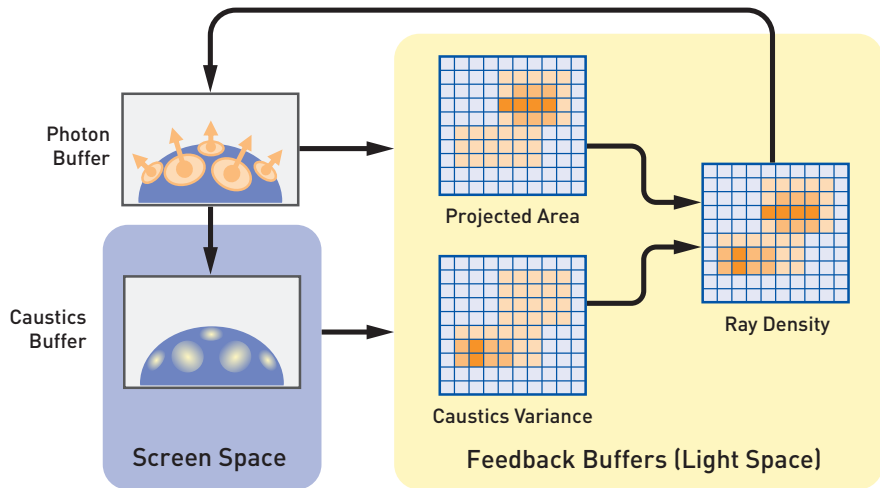 Photon
Buffer
Projected Area
Caustics
Buffer
Ray Density
Caustics Variance
Screen Space
Feedback Buffers (Light Space)